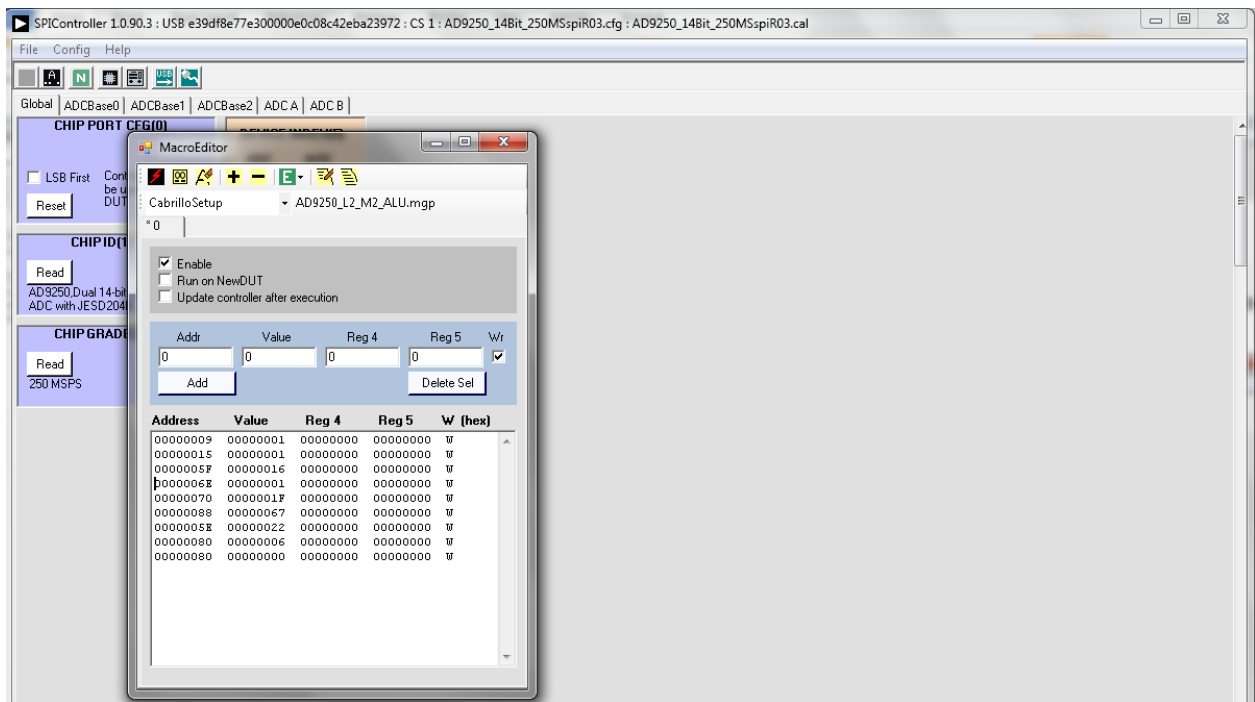 SPIController 1.0.90.3 : USB e39df8e77e300000e0c08c42eba23972 : CS 1 : AD9250_14Bit_250MSspiR03.cfg : AD9250_14Bit_250MSspiR03.cal
File Config Help
A N USB
Global ADCBase0 ADCBase1 ADCBase2 ADC A ADC B
CHIP PORT CFG(0)
LSB First Cont
be u
Reset DUT
CHIP ID(1
Read
AD9250,Dual 14-bit
ADC with JESD204
CHIP GRADE
Read
250 MSPS
MacroEditor
E
CabrilloSetup AD9250_L2_M2_ALU.mgp
* 0
Enable
Run on NewDUT
Update controller after execution
Addr Value Reg 4 Reg 5 Wr
0 0 0 0
Add Delete Sel
Address Value Reg 4 Reg 5 W (hex)
00000009 00000001 00000000 00000000 W
00000015 00000001 00000000 00000000 W
0000005F 00000016 00000000 00000000 W
0000006E 00000001 00000000 00000000 W
00000070 0000001F 00000000 00000000 W
00000088 00000067 00000000 00000000 W
0000005E 00000022 00000000 00000000 W
00000080 00000006 00000000 00000000 W
00000080 00000000 00000000 00000000 W